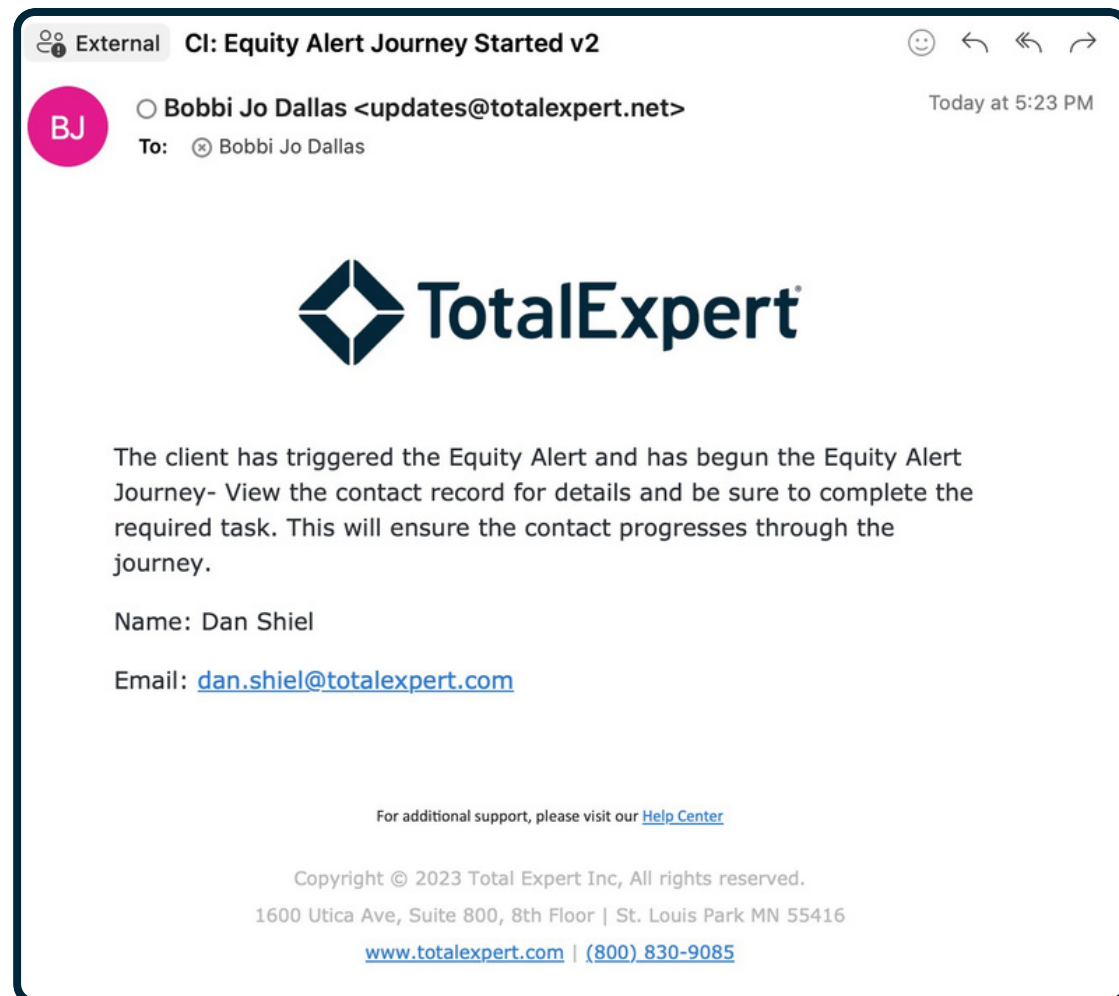 External CI: Equity Alert Journey Started v2
BJ
Bobbi Jo Dallas <updates@totalexpert.net>
Today at 5:23 PM
To: Bobbi Jo Dallas
TotalExpert®
The client has triggered the Equity Alert and has begun the Equity Alert
Journey- View the contact record for details and be sure to complete the
required task. This will ensure the contact progresses through the
journey.
Name: Dan Shiel
Email: dan.shiel@totalexpert.com
For additional support, please visit our Help Center
Copyright © 2023 Total Expert Inc, All rights reserved.
1600 Utica Ave, Suite 800, 8th Floor | St. Louis Park MN 55416
www.totalexpert.com | (800) 830-9085